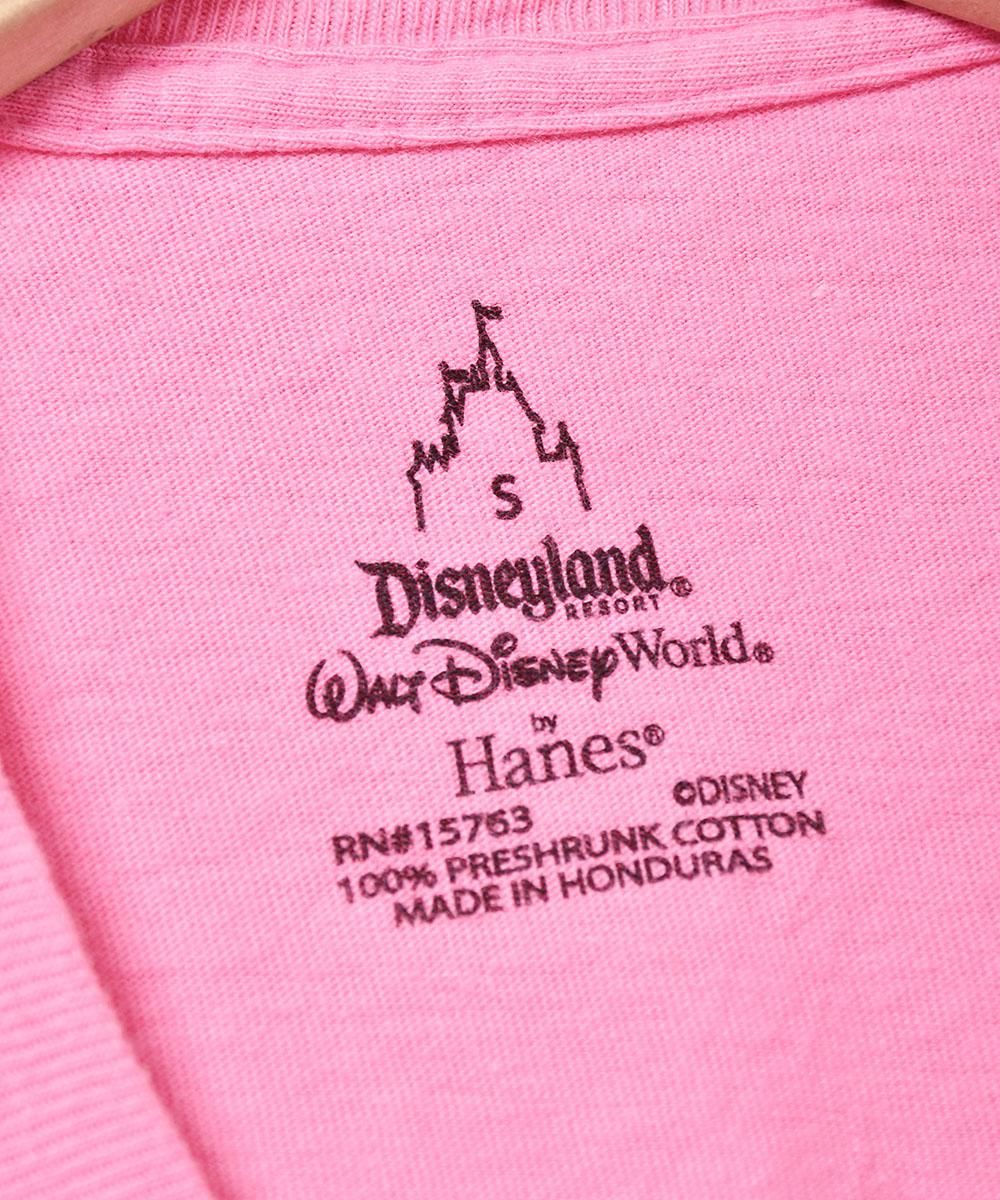 S
Disneyland®
RESORT
WALT DISNEY World®
by
Hanes®
©DISNEY
RN#15763
100% PRESHRUNK COTTON
MADE IN HONDURAS